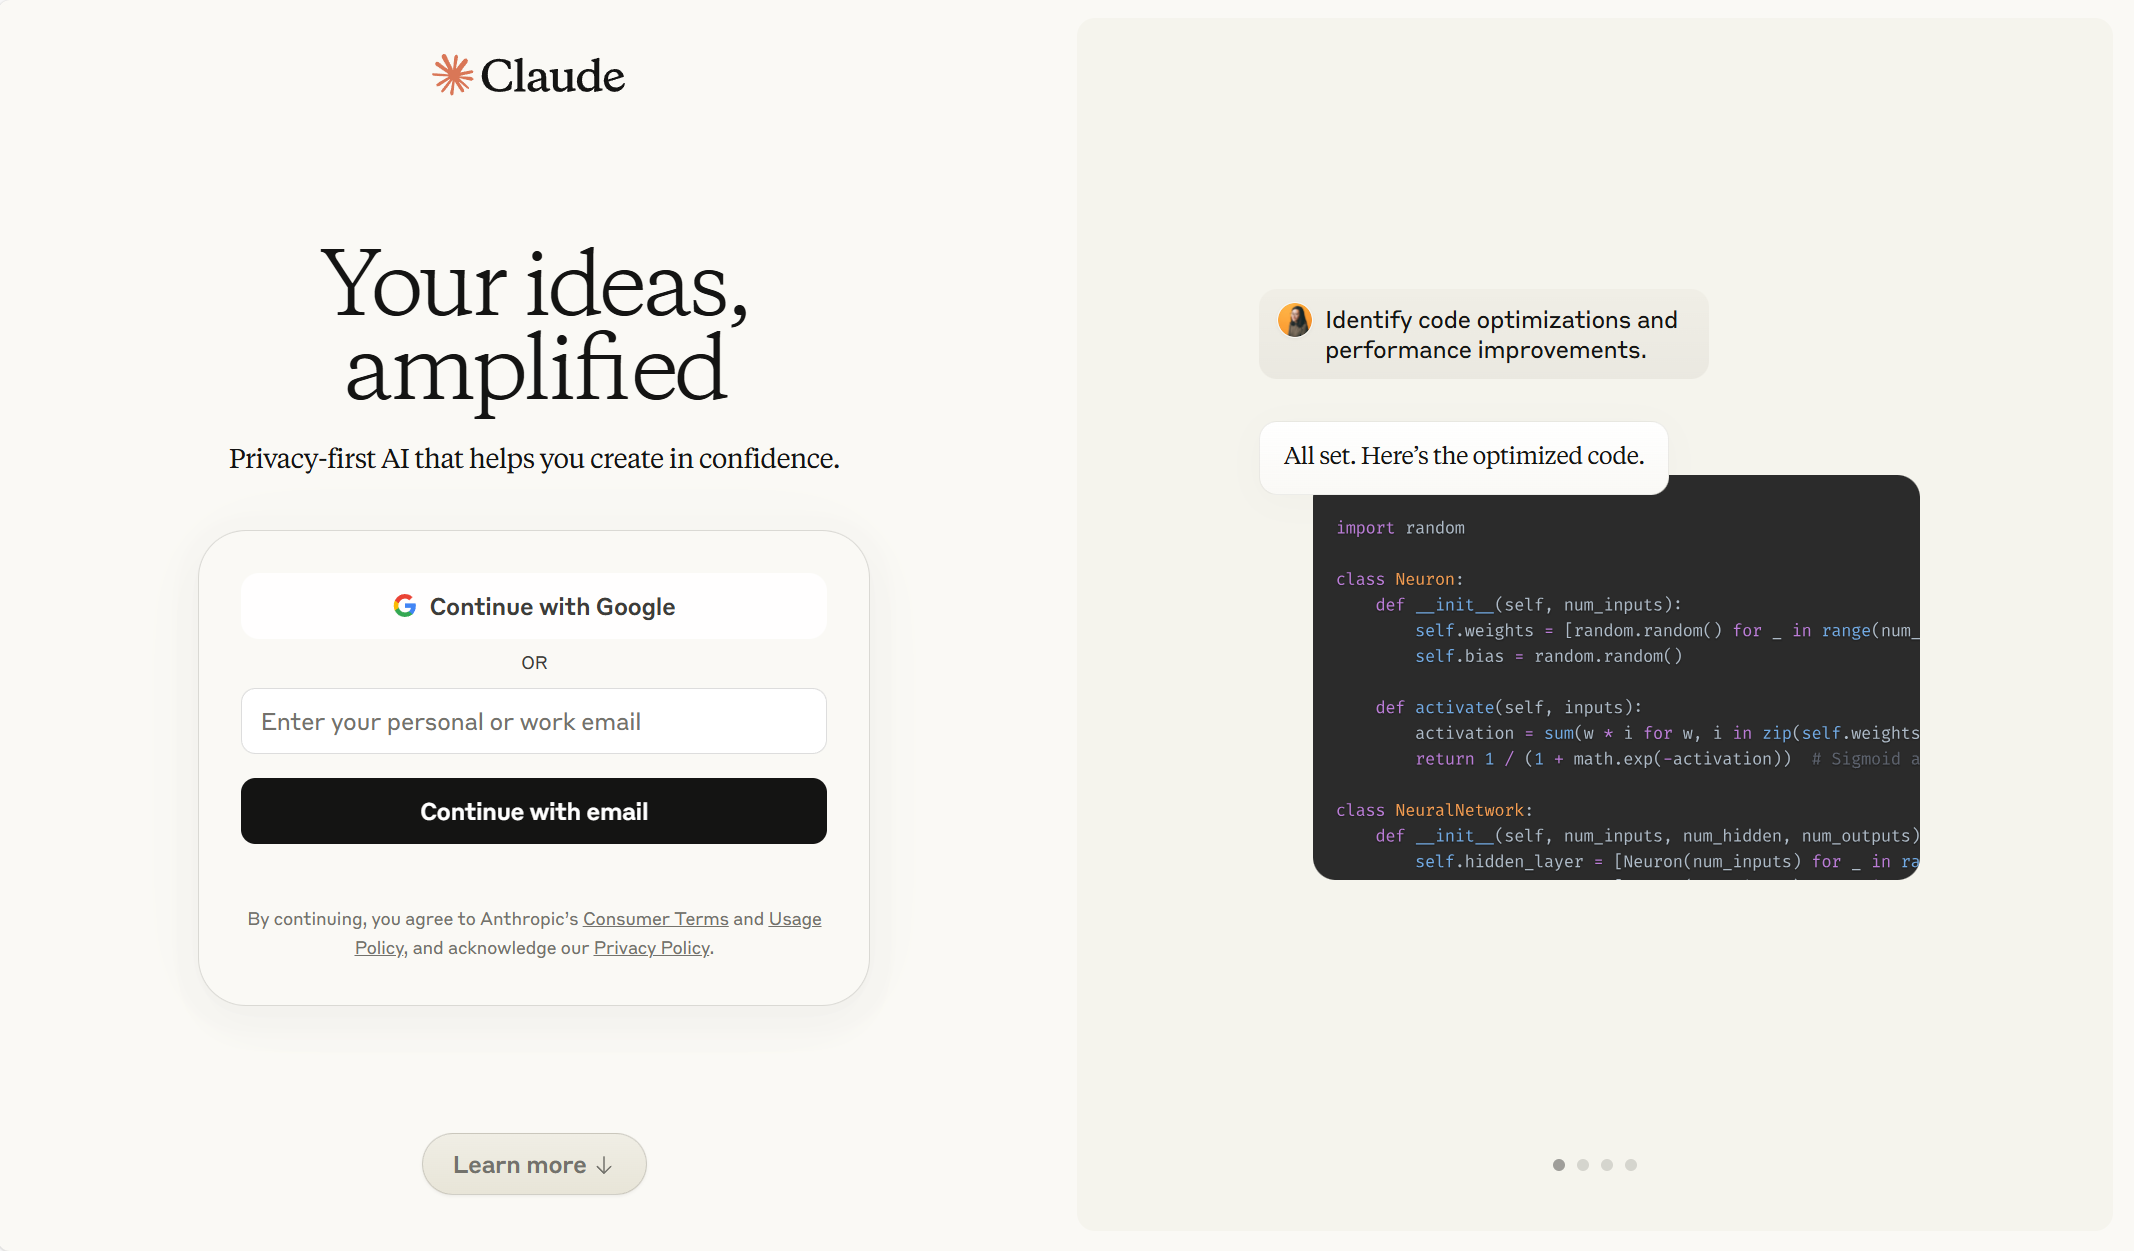 Claude
Your ideas,
amplified
Privacy-first AI that helps you create in confidence.
Continue with Google
OR
Enter your personal or work email
Continue with email
By continuing, you agree to Anthropic’s Consumer Terms and Usage
Policy, and acknowledge our Privacy Policy.
Learn more ↓
Identify code optimizations and
performance improvements.
All set. Here’s the optimized code.
import random
class Neuron:
    def __init__(self, num_inputs):
        self.weights = [random.random() for _ in range(num_
        self.bias = random.random()
    def activate(self, inputs):
        activation = sum(w * i for w, i in zip(self.weights
        return 1 / (1 + math.exp(-activation))  # Sigmoid a
class NeuralNetwork:
    def __init__(self, num_inputs, num_hidden, num_outputs)
        self.hidden_layer = [Neuron(num_inputs) for _ in ra